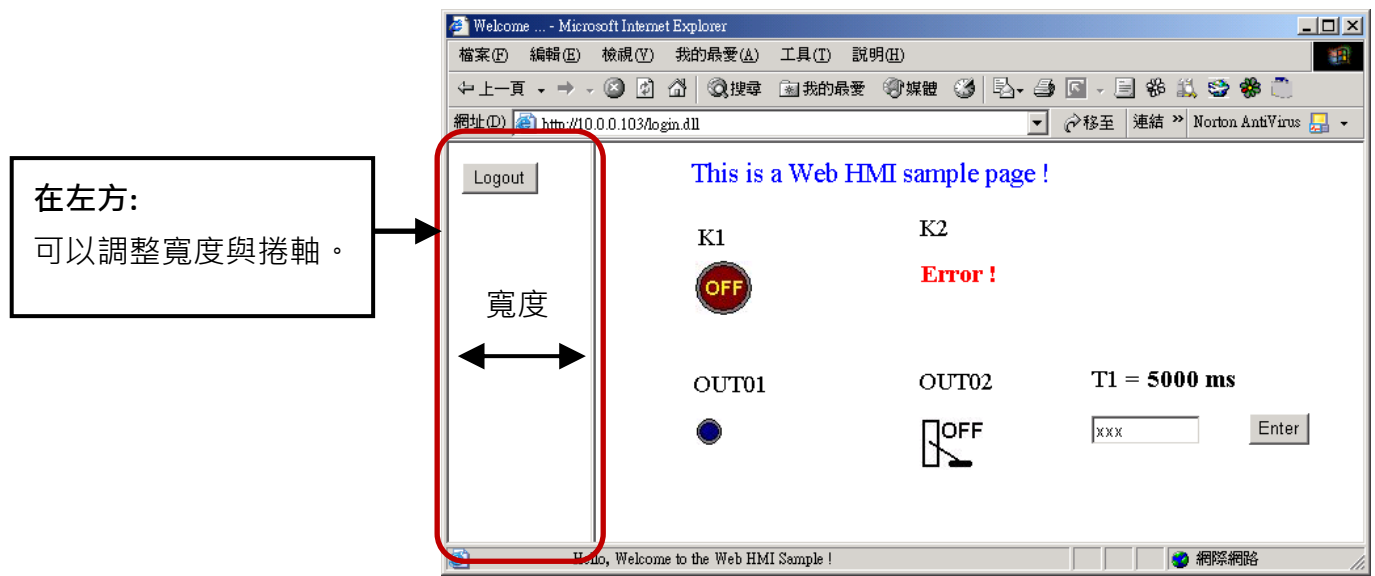 Welcome ... - Microsoft Internet Explorer
檔案(F) 編輯(E) 檢視(V) 我的最愛(A) 工具(T) 說明(H)
上一頁 搜尋 我的最愛 媒體
網址(D) http://10.0.0.103/login.dll 移至 連結 » Norton AntiVirus
在左方:
可以調整寬度與捲軸。
Logout
寬度
This is a Web HMI sample page !
K1 K2
OFF Error !
OUT01 OUT02 T1 = 5000 ms
OFF xxx Enter
Hello, Welcome to the Web HMI Sample ! 網際網路